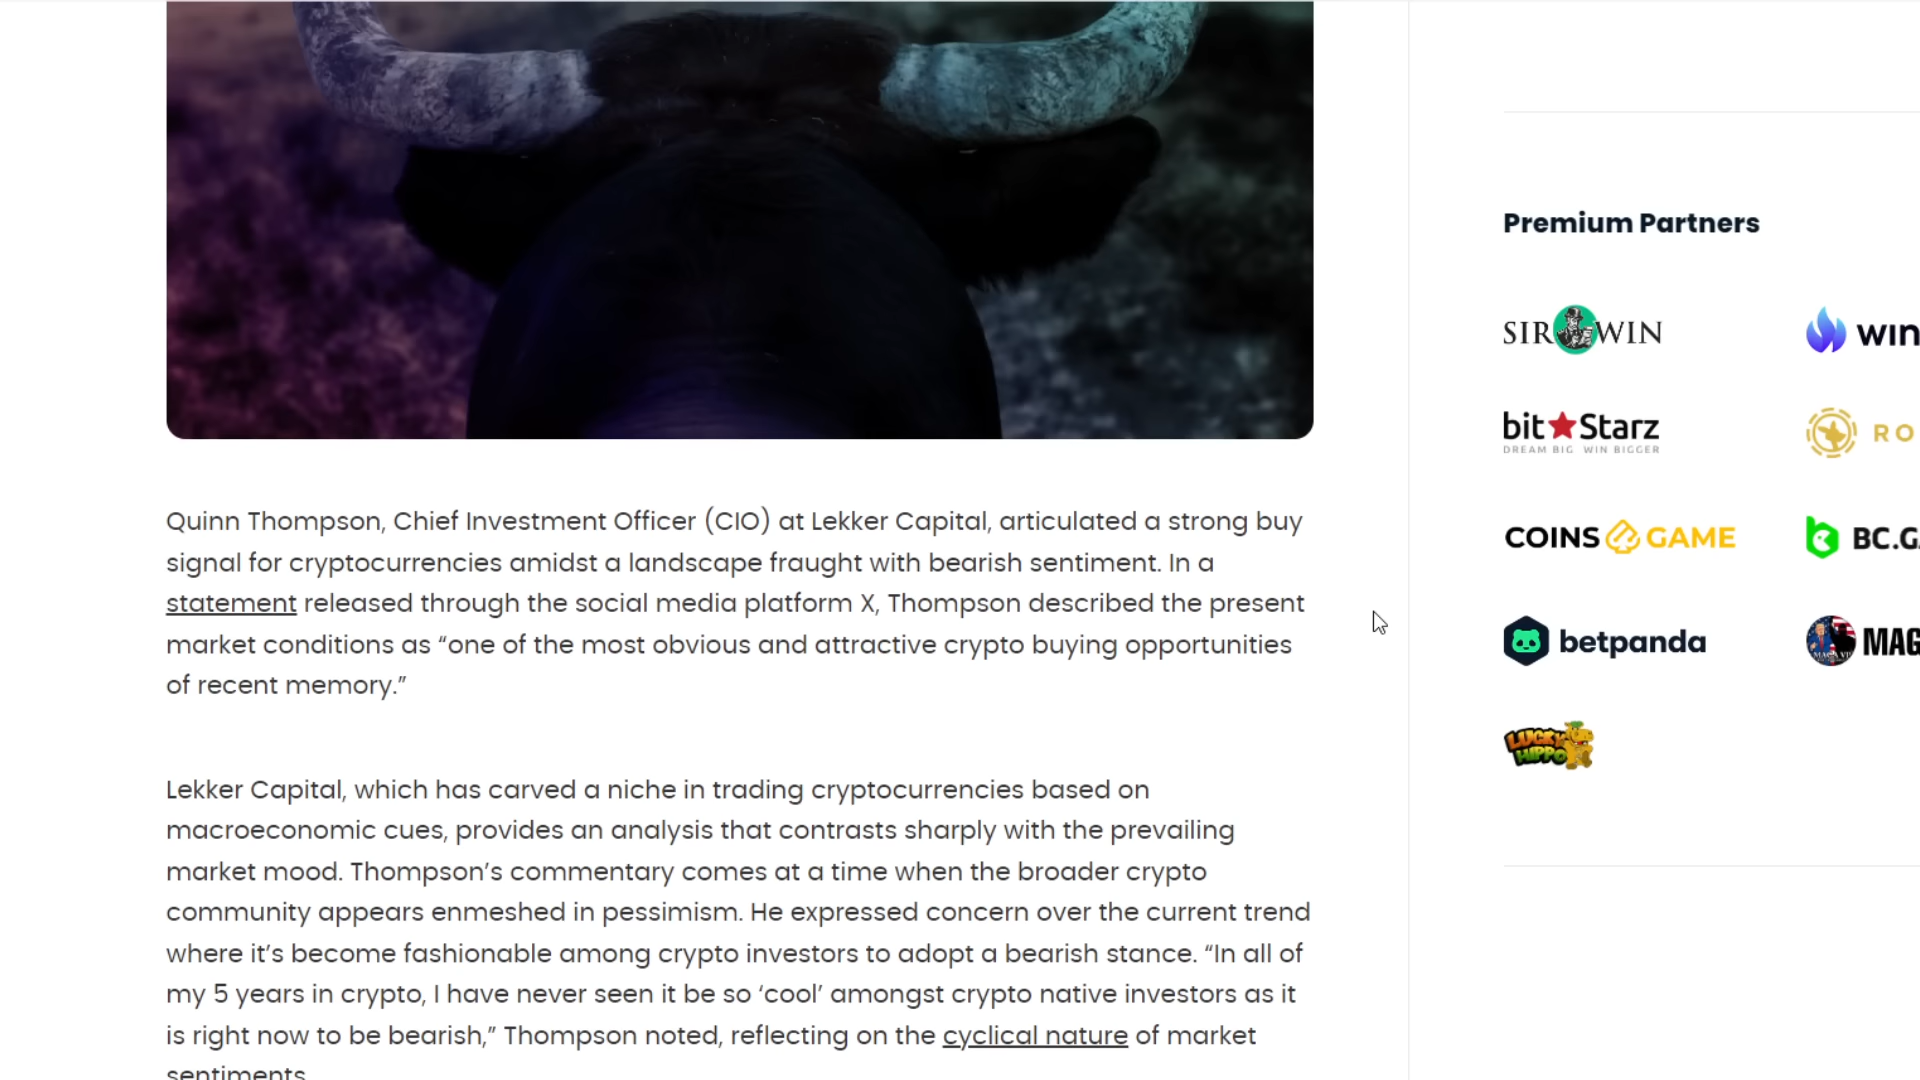 Quinn Thompson, Chief Investment Officer (CIO) at Lekker Capital, articulated a strong buy
signal for cryptocurrencies amidst a landscape fraught with bearish sentiment. In a
statement released through the social media platform X, Thompson described the present
market conditions as “one of the most obvious and attractive crypto buying opportunities
of recent memory.”
Lekker Capital, which has carved a niche in trading cryptocurrencies based on
macroeconomic cues, provides an analysis that contrasts sharply with the prevailing
market mood. Thompson’s commentary comes at a time when the broader crypto
community appears enmeshed in pessimism. He expressed concern over the current trend
where it’s become fashionable among crypto investors to adopt a bearish stance. “In all of
my 5 years in crypto, I have never seen it be so ‘cool’ amongst crypto native investors as it
is right now to be bearish,” Thompson noted, reflecting on the cyclical nature of market
sentiments.
Premium Partners
SIR WIN
win
bit Starz
DREAM BIG WIN BIGGER
RO
COINS GAME
BC.G
betpanda
MAG
LUCKY
HIPPO